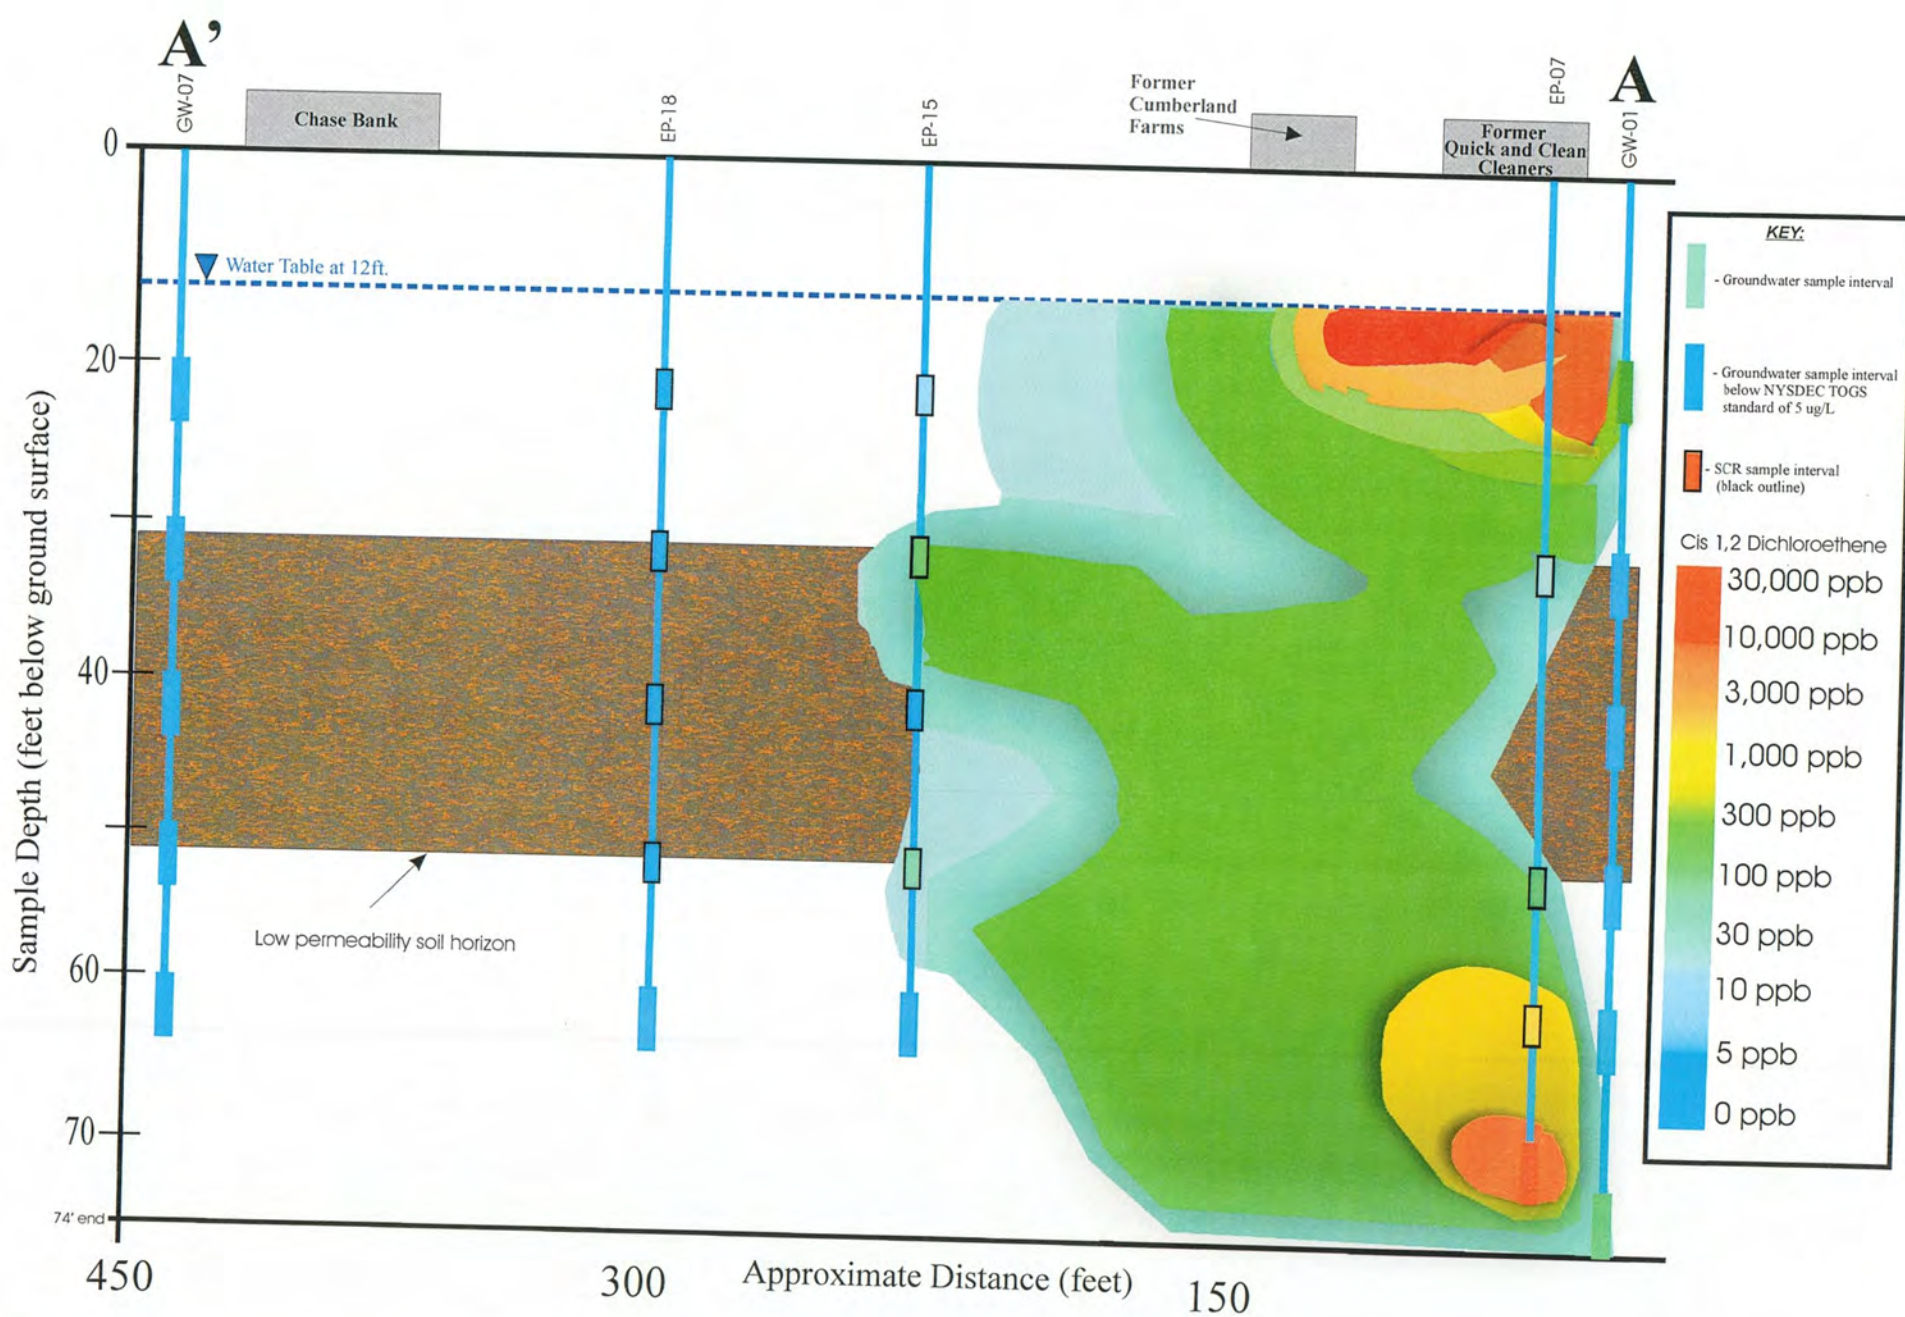 A’
A
GW-07
EP-18
EP-15
EP-07
GW-01
Chase Bank
Former
Cumberland
Farms
Former
Quick and Clean
Cleaners
0
20
40
60
70
74' end
Sample Depth (feet below ground surface)
Water Table at 12ft.
Low permeability soil horizon
450
300
Approximate Distance (feet)
150
KEY:
- Groundwater sample interval
- Groundwater sample interval
below NYSDEC TOGS
standard of 5 ug/L
- SCR sample interval
(black outline)
Cis 1,2 Dichloroethene
30,000 ppb
10,000 ppb
3,000 ppb
1,000 ppb
300 ppb
100 ppb
30 ppb
10 ppb
5 ppb
0 ppb